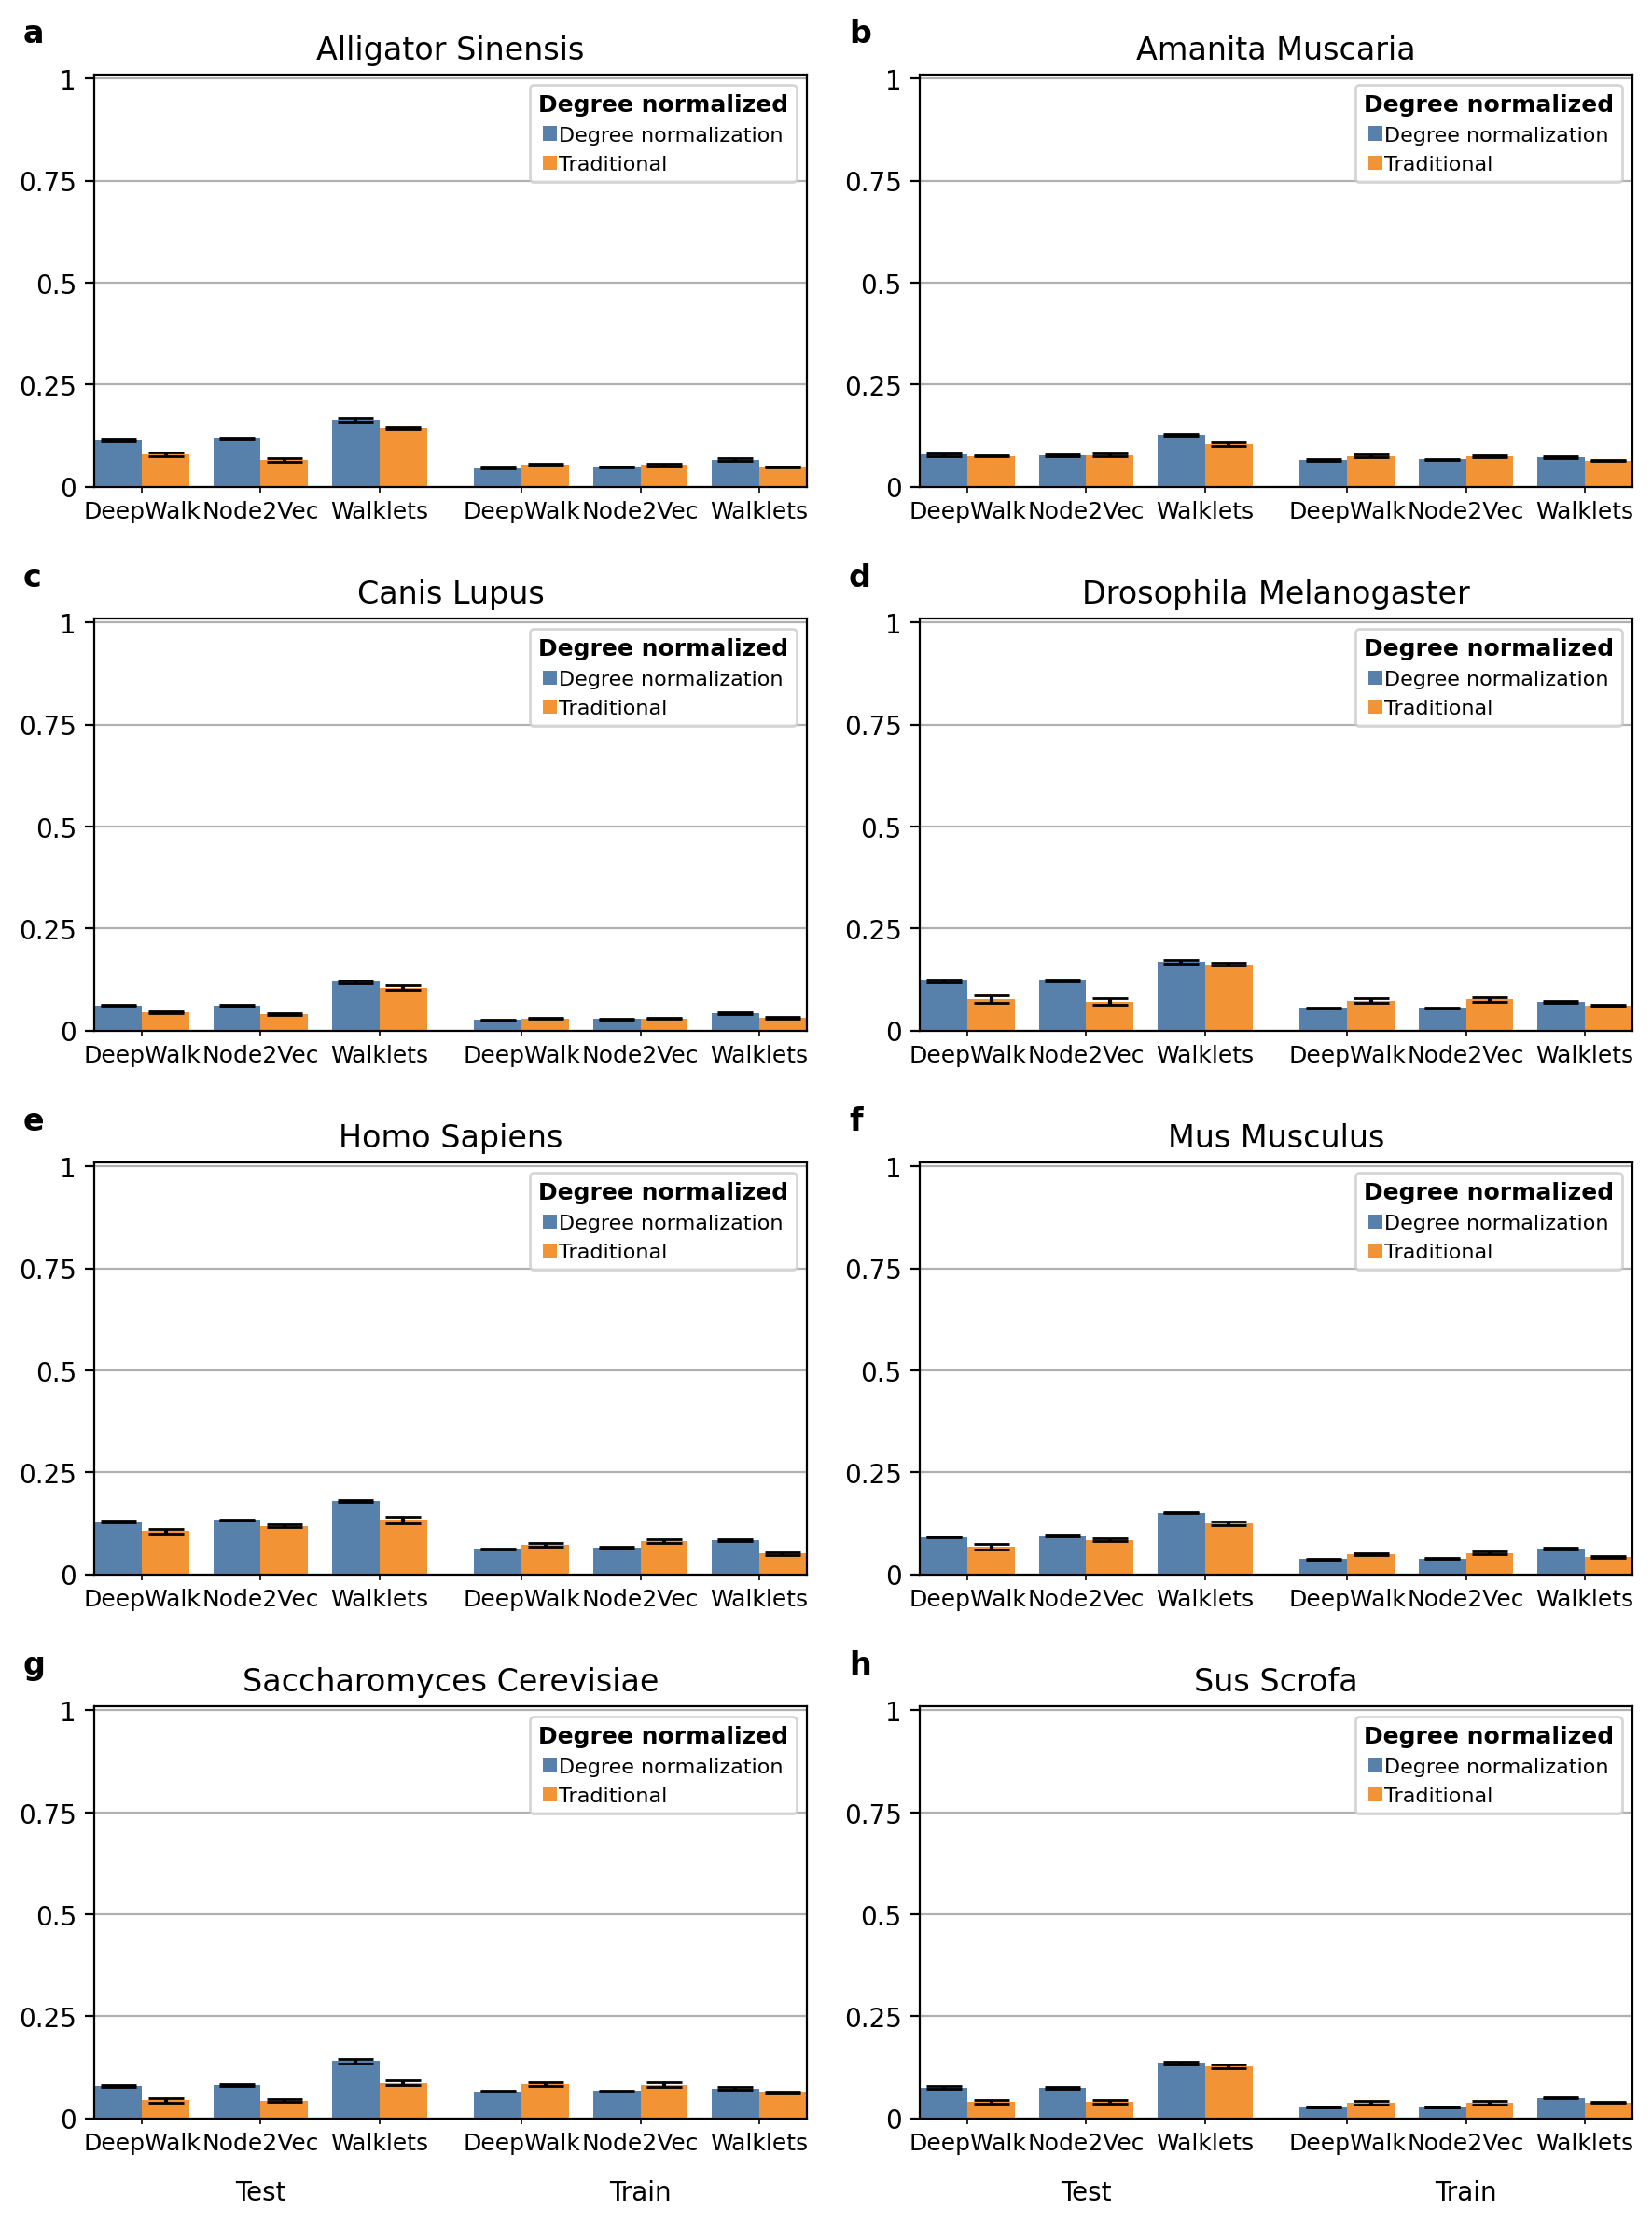 a
Alligator Sinensis
1
0.75
0.5
0.25
0
Degree normalized
Degree normalization
Traditional
DeepWalk Node2Vec Walklets DeepWalk Node2Vec Walklets
b
Amanita Muscaria
1
0.75
0.5
0.25
0
Degree normalized
Degree normalization
Traditional
DeepWalk Node2Vec Walklets DeepWalk Node2Vec Walklets
c
Canis Lupus
1
0.75
0.5
0.25
0
Degree normalized
Degree normalization
Traditional
DeepWalk Node2Vec Walklets DeepWalk Node2Vec Walklets
d
Drosophila Melanogaster
1
0.75
0.5
0.25
0
Degree normalized
Degree normalization
Traditional
DeepWalk Node2Vec Walklets DeepWalk Node2Vec Walklets
e
Homo Sapiens
1
0.75
0.5
0.25
0
Degree normalized
Degree normalization
Traditional
DeepWalk Node2Vec Walklets DeepWalk Node2Vec Walklets
f
Mus Musculus
1
0.75
0.5
0.25
0
Degree normalized
Degree normalization
Traditional
DeepWalk Node2Vec Walklets DeepWalk Node2Vec Walklets
g
Saccharomyces Cerevisiae
1
0.75
0.5
0.25
0
Degree normalized
Degree normalization
Traditional
DeepWalk Node2Vec Walklets DeepWalk Node2Vec Walklets
Test Train
h
Sus Scrofa
1
0.75
0.5
0.25
0
Degree normalized
Degree normalization
Traditional
DeepWalk Node2Vec Walklets DeepWalk Node2Vec Walklets
Test Train